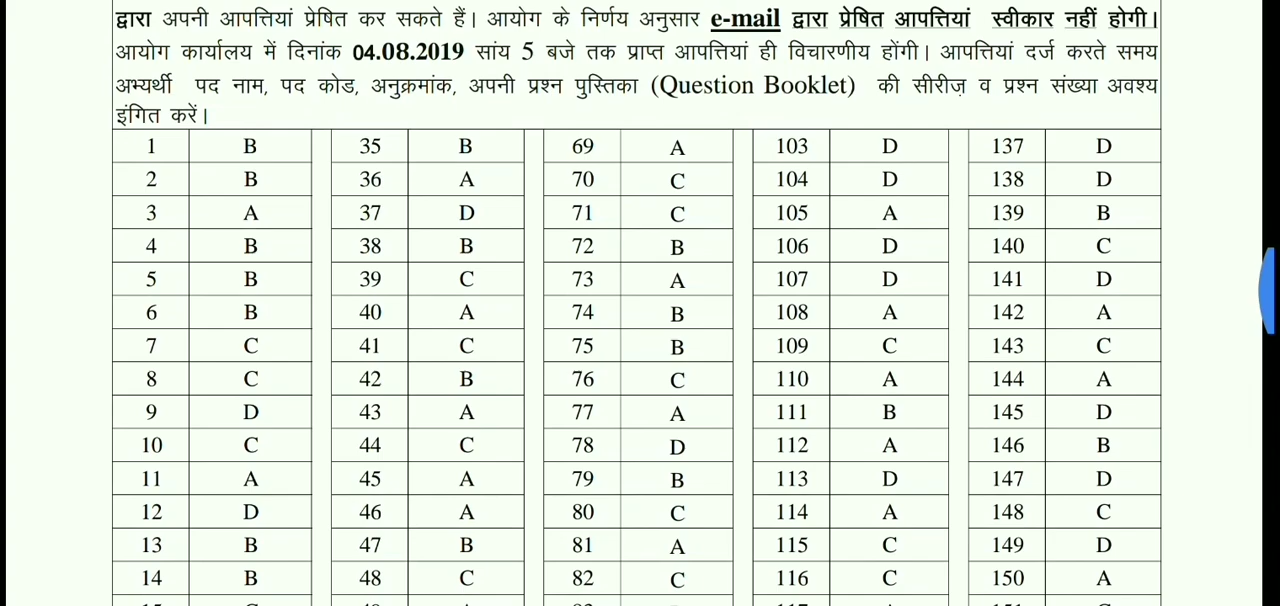 द्वारा अपनी आपत्तियां प्रेषित कर सकते हैं। आयोग के निर्णय अनुसार e-mail द्वारा प्रेषित आपत्तियां स्वीकार नहीं होगी।
आयोग कार्यालय में दिनांक 04.08.2019 सांय 5 बजे तक प्राप्त आपत्तियां ही विचारणीय होंगी। आपत्तियां दर्ज करते समय
अभ्यर्थी पद नाम, पद कोड, अनुक्रमांक, अपनी प्रश्न पुस्तिका (Question Booklet) की सीरीज़ व प्रश्न संख्या अवश्य
इंगित करें।
1 B 35 B 69 A 103 D 137 D
2 B 36 A 70 C 104 D 138 D
3 A 37 D 71 C 105 A 139 B
4 B 38 B 72 B 106 D 140 C
5 B 39 C 73 A 107 D 141 D
6 B 40 A 74 B 108 A 142 A
7 C 41 C 75 B 109 C 143 C
8 C 42 B 76 C 110 A 144 A
9 D 43 A 77 A 111 B 145 D
10 C 44 C 78 D 112 A 146 B
11 A 45 A 79 B 113 D 147 D
12 D 46 A 80 C 114 A 148 C
13 B 47 B 81 A 115 C 149 D
14 B 48 C 82 C 116 C 150 A